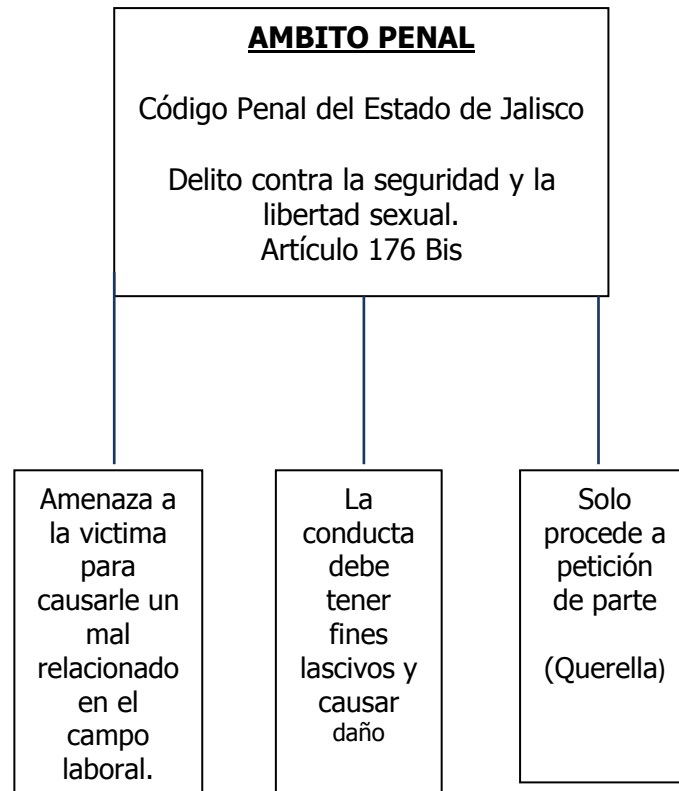 AMBITO PENAL
Código Penal del Estado de Jalisco
Delito contra la seguridad y la
libertad sexual.
Artículo 176 Bis
Amenaza a
la victima
para
causarle un
mal
relacionado
en el
campo
laboral.
La
conducta
debe
tener
fines
lascivos y
causar
daño
Solo
procede a
petición
de parte
(Querella)